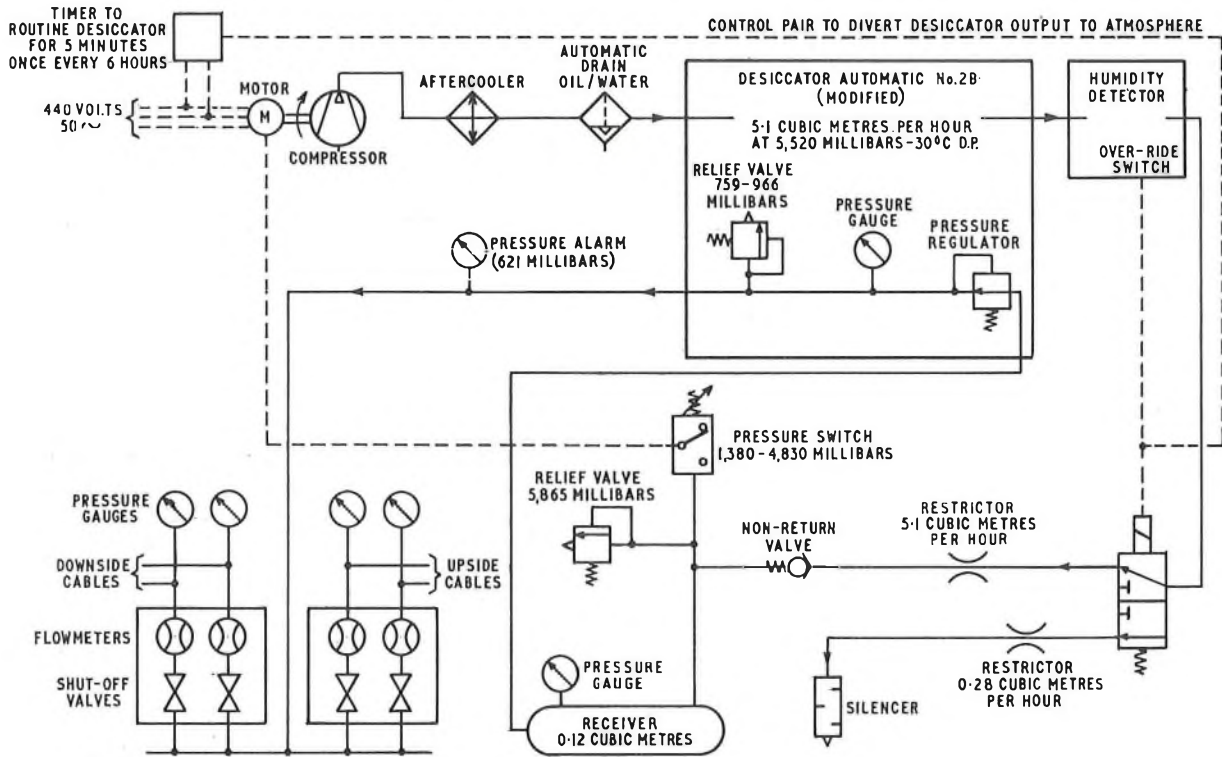 TIMER TO
ROUTINE DESICCATOR
FOR 5 MINUTES
ONCE EVERY 6 HOURS
CONTROL PAIR TO DIVERT DESICCATOR OUTPUT TO ATMOSPHERE
440 VOLTS
50 ~
MOTOR
M
COMPRESSOR
AFTERCOOLER
AUTOMATIC
DRAIN
OIL/WATER
DESICCATOR AUTOMATIC No.2B
(MODIFIED)
5·1 CUBIC METRES PER HOUR
AT 5,520 MILLIBARS-30°C D.P.
HUMIDITY
DETECTOR
OVER-RIDE
SWITCH
RELIEF VALVE
759-966
MILLIBARS
PRESSURE
GAUGE
PRESSURE
REGULATOR
PRESSURE ALARM
(621 MILLIBARS)
PRESSURE SWITCH
1,380-4,830 MILLIBARS
RELIEF VALVE
5,865 MILLIBARS
NON-RETURN
VALVE
RESTRICTOR
5·1 CUBIC METRES
PER HOUR
PRESSURE
GAUGES
DOWNSIDE
CABLES
UPSIDE
CABLES
FLOWMETERS
SHUT-OFF
VALVES
PRESSURE
GAUGE
RECEIVER
0·12 CUBIC METRES
SILENCER
RESTRICTOR
0·28 CUBIC METRES
PER HOUR